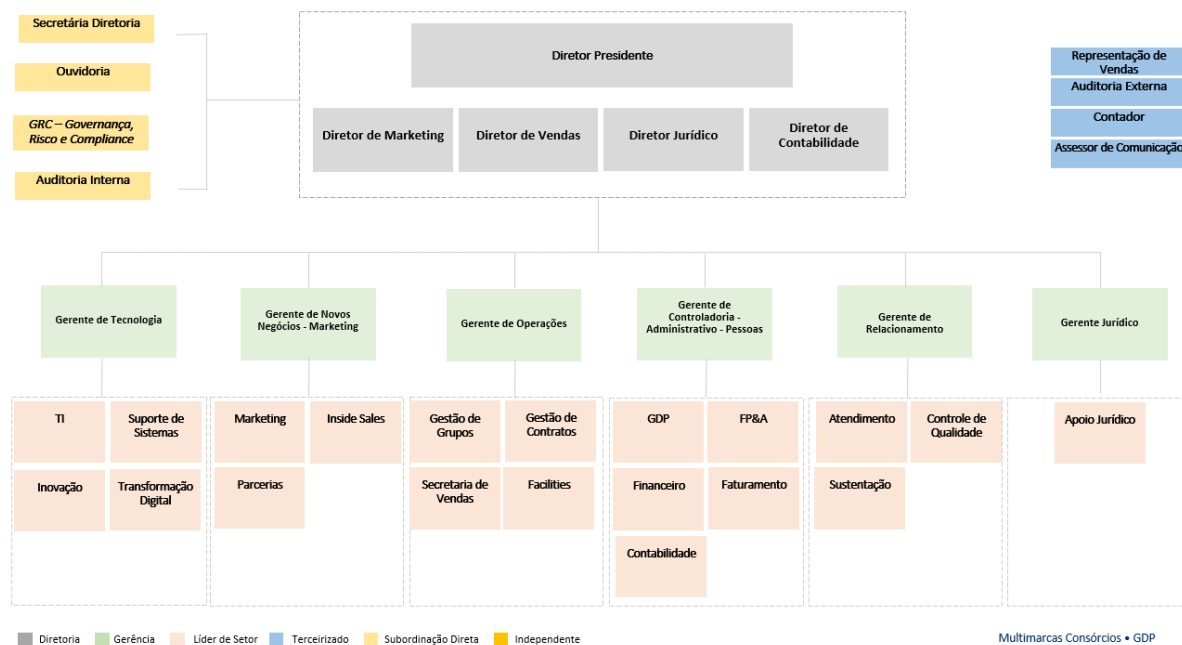 Secretária Diretoria
Ouvidoria
GRC – Governança,
Risco e Compliance
Auditoria Interna
Diretor Presidente
Diretor de Marketing
Diretor de Vendas
Diretor Jurídico
Diretor de
Contabilidade
Representação de
Vendas
Auditoria Externa
Contador
Assessor de Comunicação
Gerente de Tecnologia
Gerente de Novos
Negócios - Marketing
Gerente de Operações
Gerente de
Controladoria -
Administrativo - Pessoas
Gerente de
Relacionamento
Gerente Jurídico
TI
Suporte de
Sistemas
Inovação
Transformação
Digital
Marketing
Inside Sales
Parcerias
Gestão de
Grupos
Gestão de
Contratos
Secretaria de
Vendas
Facilities
GDP
FP&A
Financeiro
Faturamento
Contabilidade
Atendimento
Controle de
Qualidade
Sustentação
Apoio Jurídico
Diretoria
Gerência
Líder de Setor
Terceirizado
Subordinação Direta
Independente
Multimarcas Consórcios • GDP